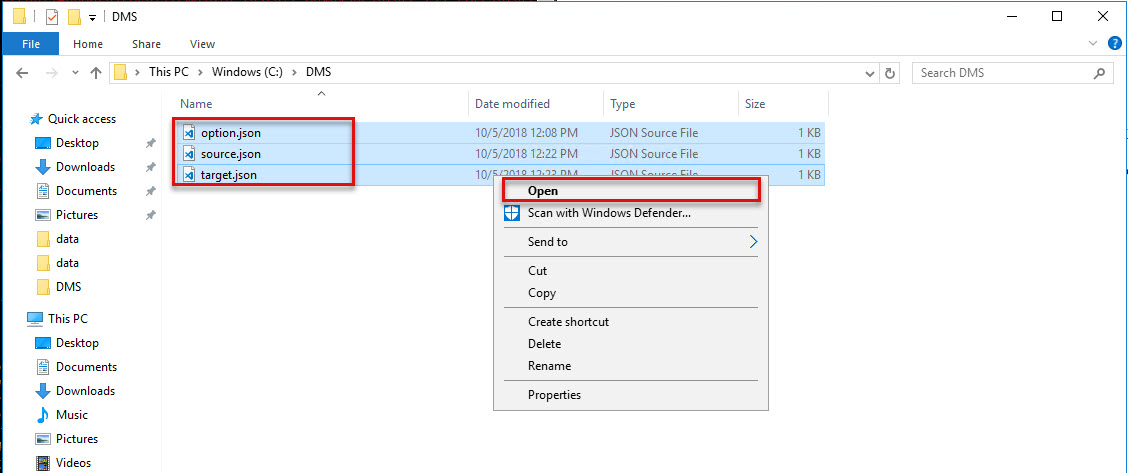 DMS
File Home Share View
This PC Windows (C:) DMS
Search DMS
Name Date modified Type Size
Quick access
Desktop
Downloads
Documents
Pictures
data
data
DMS
This PC
Desktop
Documents
Downloads
Music
Pictures
Videos
option.json 10/5/2018 12:08 PM JSON Source File 1 KB
source.json 10/5/2018 12:22 PM JSON Source File 1 KB
target.json 10/5/2018 12:23 PM JSON Source File 1 KB
Open
Scan with Windows Defender...
Send to
Cut
Copy
Create shortcut
Delete
Rename
Properties